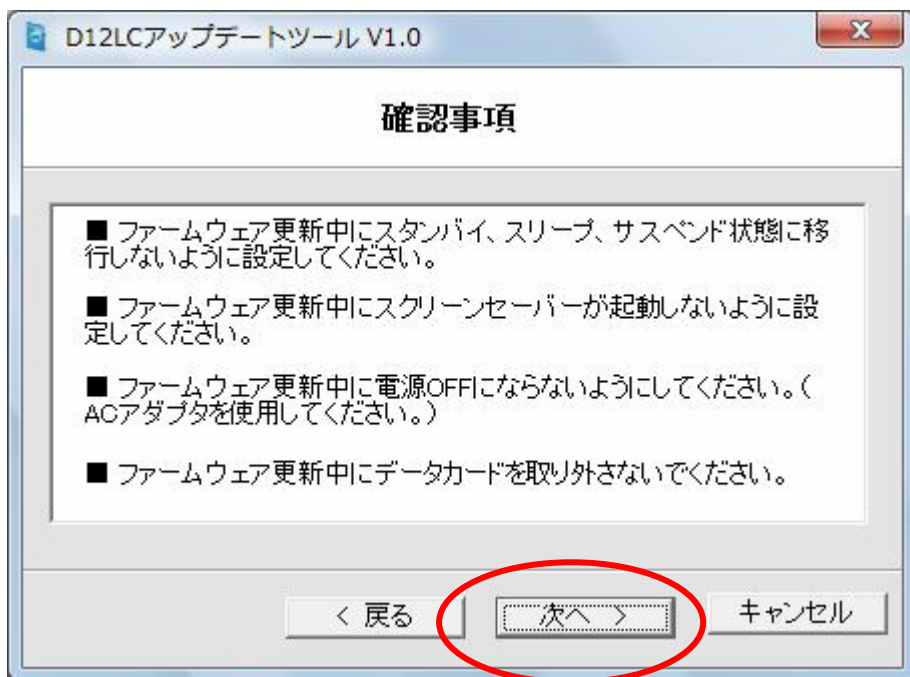 D12LCアップデートツール V1.0
確認事項
■ ファームウェア更新中にスタンバイ、スリープ、サスペンド状態に移
行しないように設定してください。
■ ファームウェア更新中にスクリーンセーバーが起動しないように設
定してください。
■ ファームウェア更新中に電源OFFにならないようにしてください。(
ACアダプタを使用してください。)
■ ファームウェア更新中にデータカードを取り外さないでください。
< 戻る 次へ > キャンセル